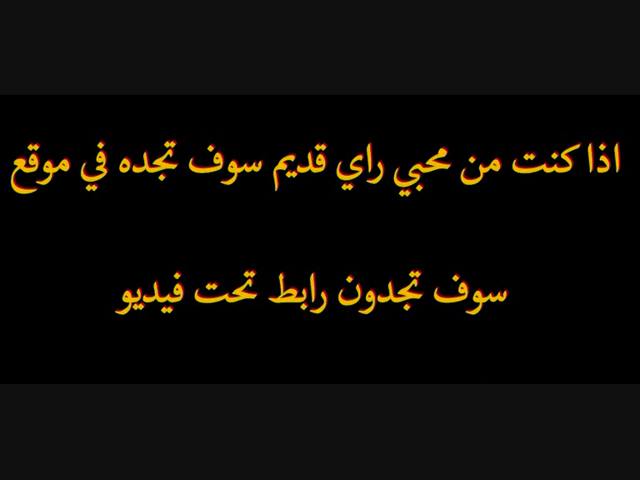 اذا كنت من محبي راي قديم سوف تجده في موقع
سوف تجدون رابط تحت فيديو